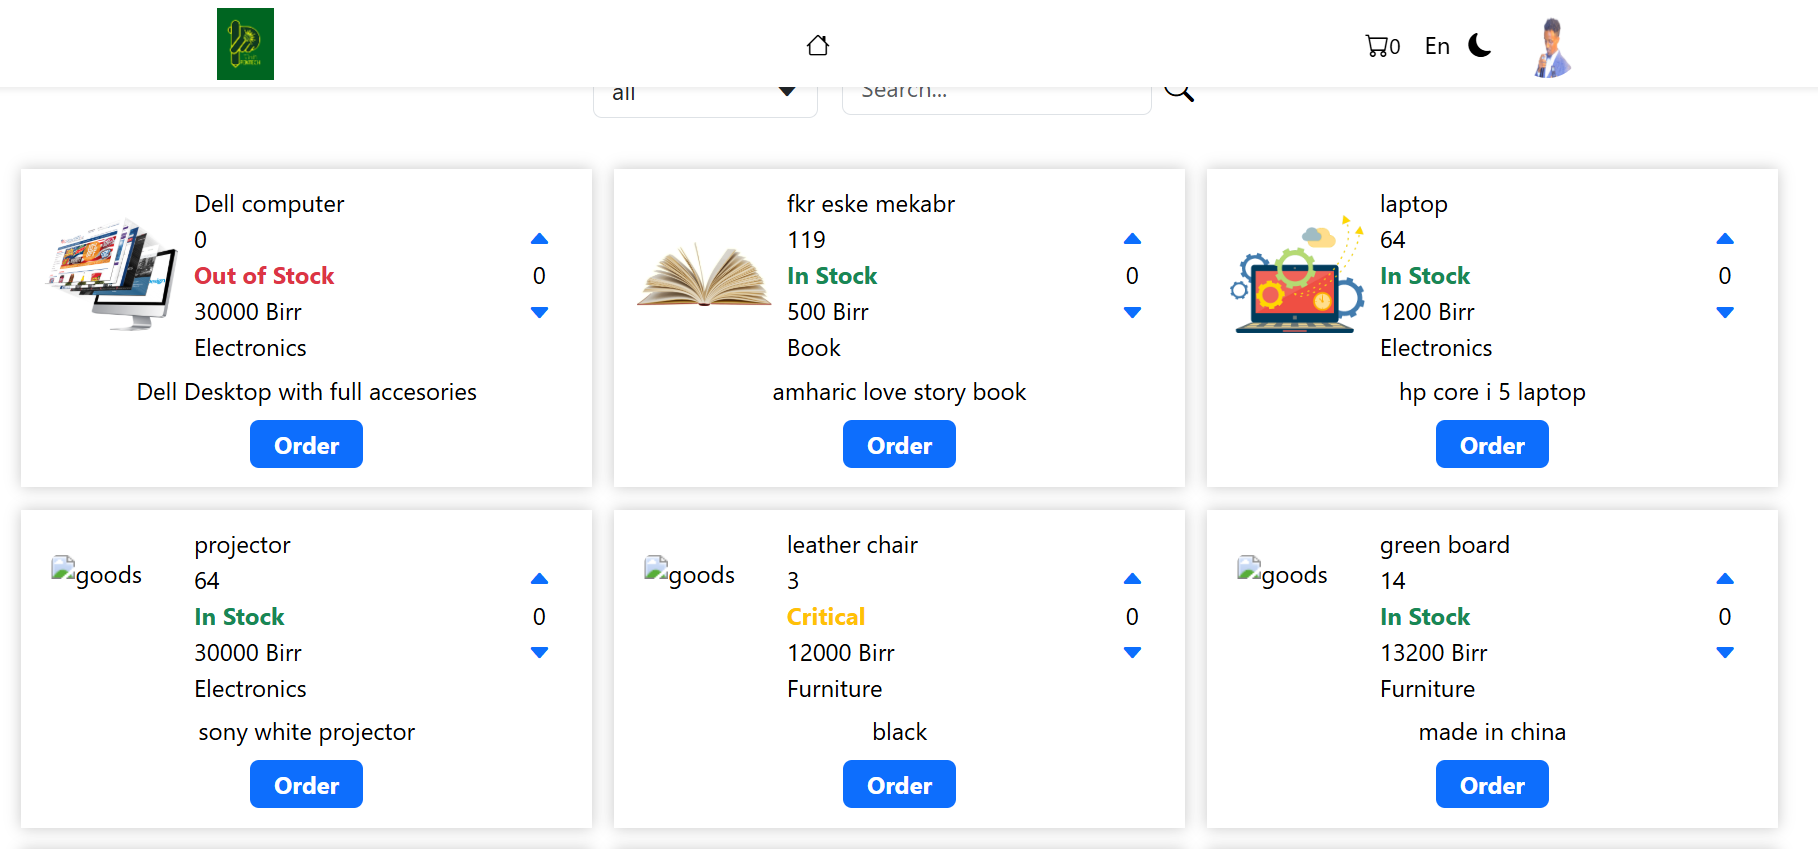 0 En
all Search...
Dell computer
0
Out of Stock
0
30000 Birr
Electronics
Dell Desktop with full accesories
Order
fkr eske mekabr
119
In Stock
0
500 Birr
Book
amharic love story book
Order
laptop
64
In Stock
0
1200 Birr
Electronics
hp core i 5 laptop
Order
goods
projector
64
In Stock
0
30000 Birr
Electronics
sony white projector
Order
goods
leather chair
3
Critical
0
12000 Birr
Furniture
black
Order
goods
green board
14
In Stock
0
13200 Birr
Furniture
made in china
Order